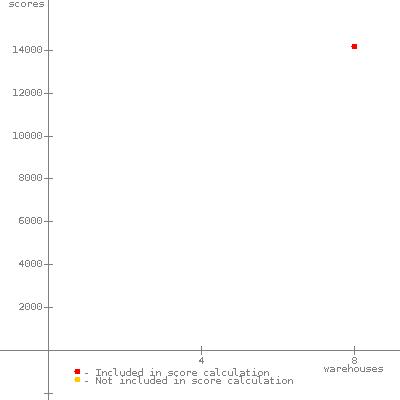 scores
14000
12000
10000
8000
6000
4000
2000
4
8
warehouses
- Included in score calculation
- Not included in score calculation